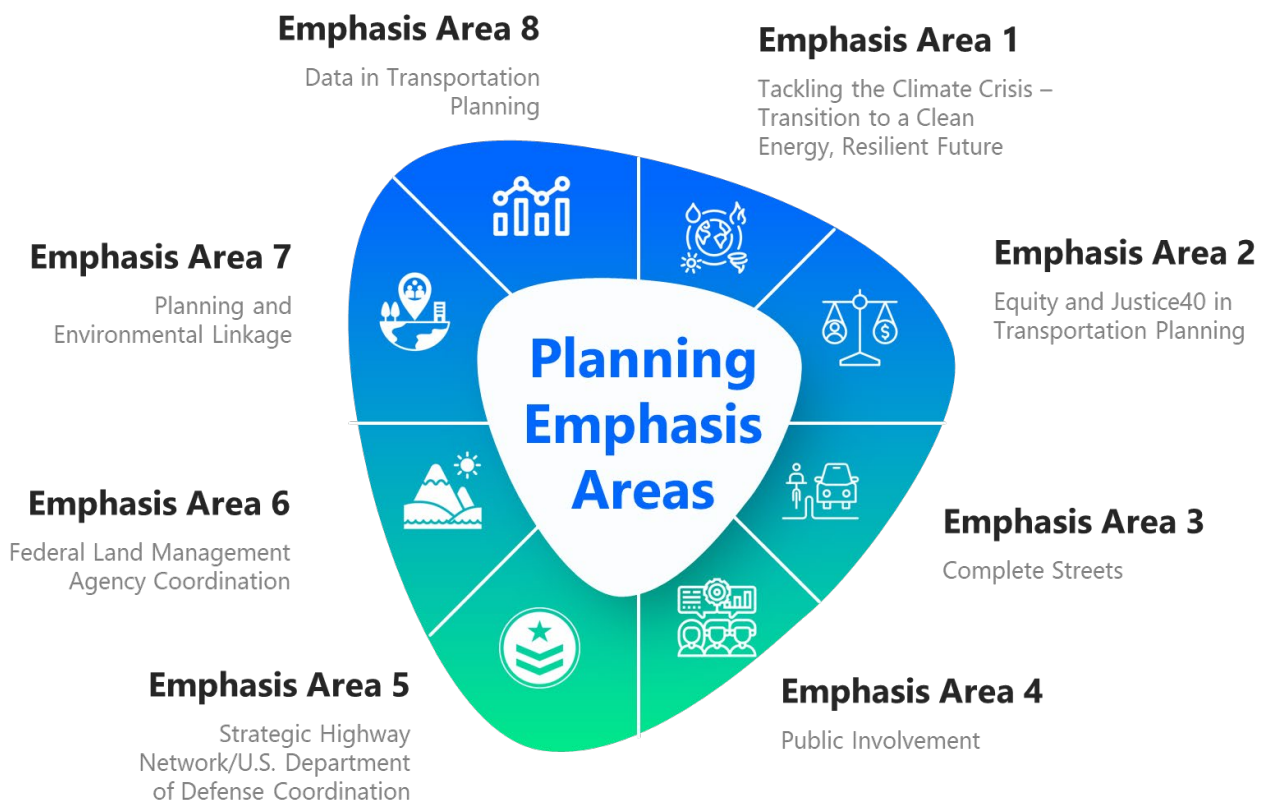 Emphasis Area 8
Data in Transportation
Planning
Emphasis Area 1
Tackling the Climate Crisis –
Transition to a Clean
Energy, Resilient Future
Emphasis Area 7
Planning and
Environmental Linkage
Emphasis Area 2
Equity and Justice40 in
Transportation Planning
Planning
Emphasis
Areas
$
Emphasis Area 6
Federal Land Management
Agency Coordination
Emphasis Area 3
Complete Streets
Emphasis Area 5
Strategic Highway
Network/U.S. Department
of Defense Coordination
Emphasis Area 4
Public Involvement